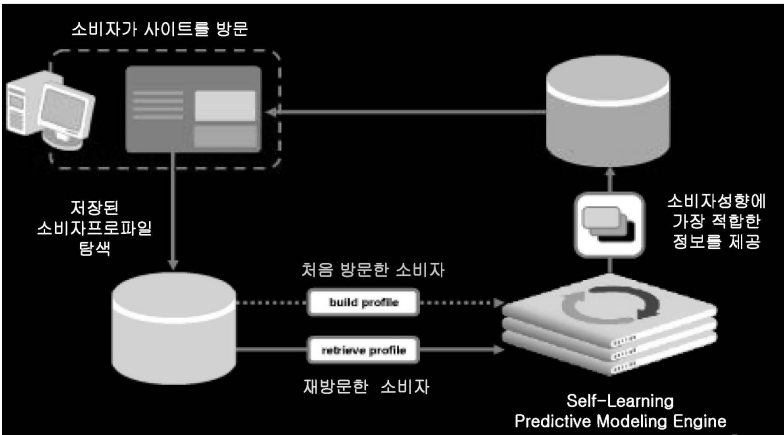 소비자가 사이트를 방문
저장된
소비자프로파일
탐색
처음 방문한 소비자
build profile
retrieve profile
재방문한 소비자
소비자성향에
가장 적합한
정보를 제공
Self-Learning
Predictive Modeling Engine